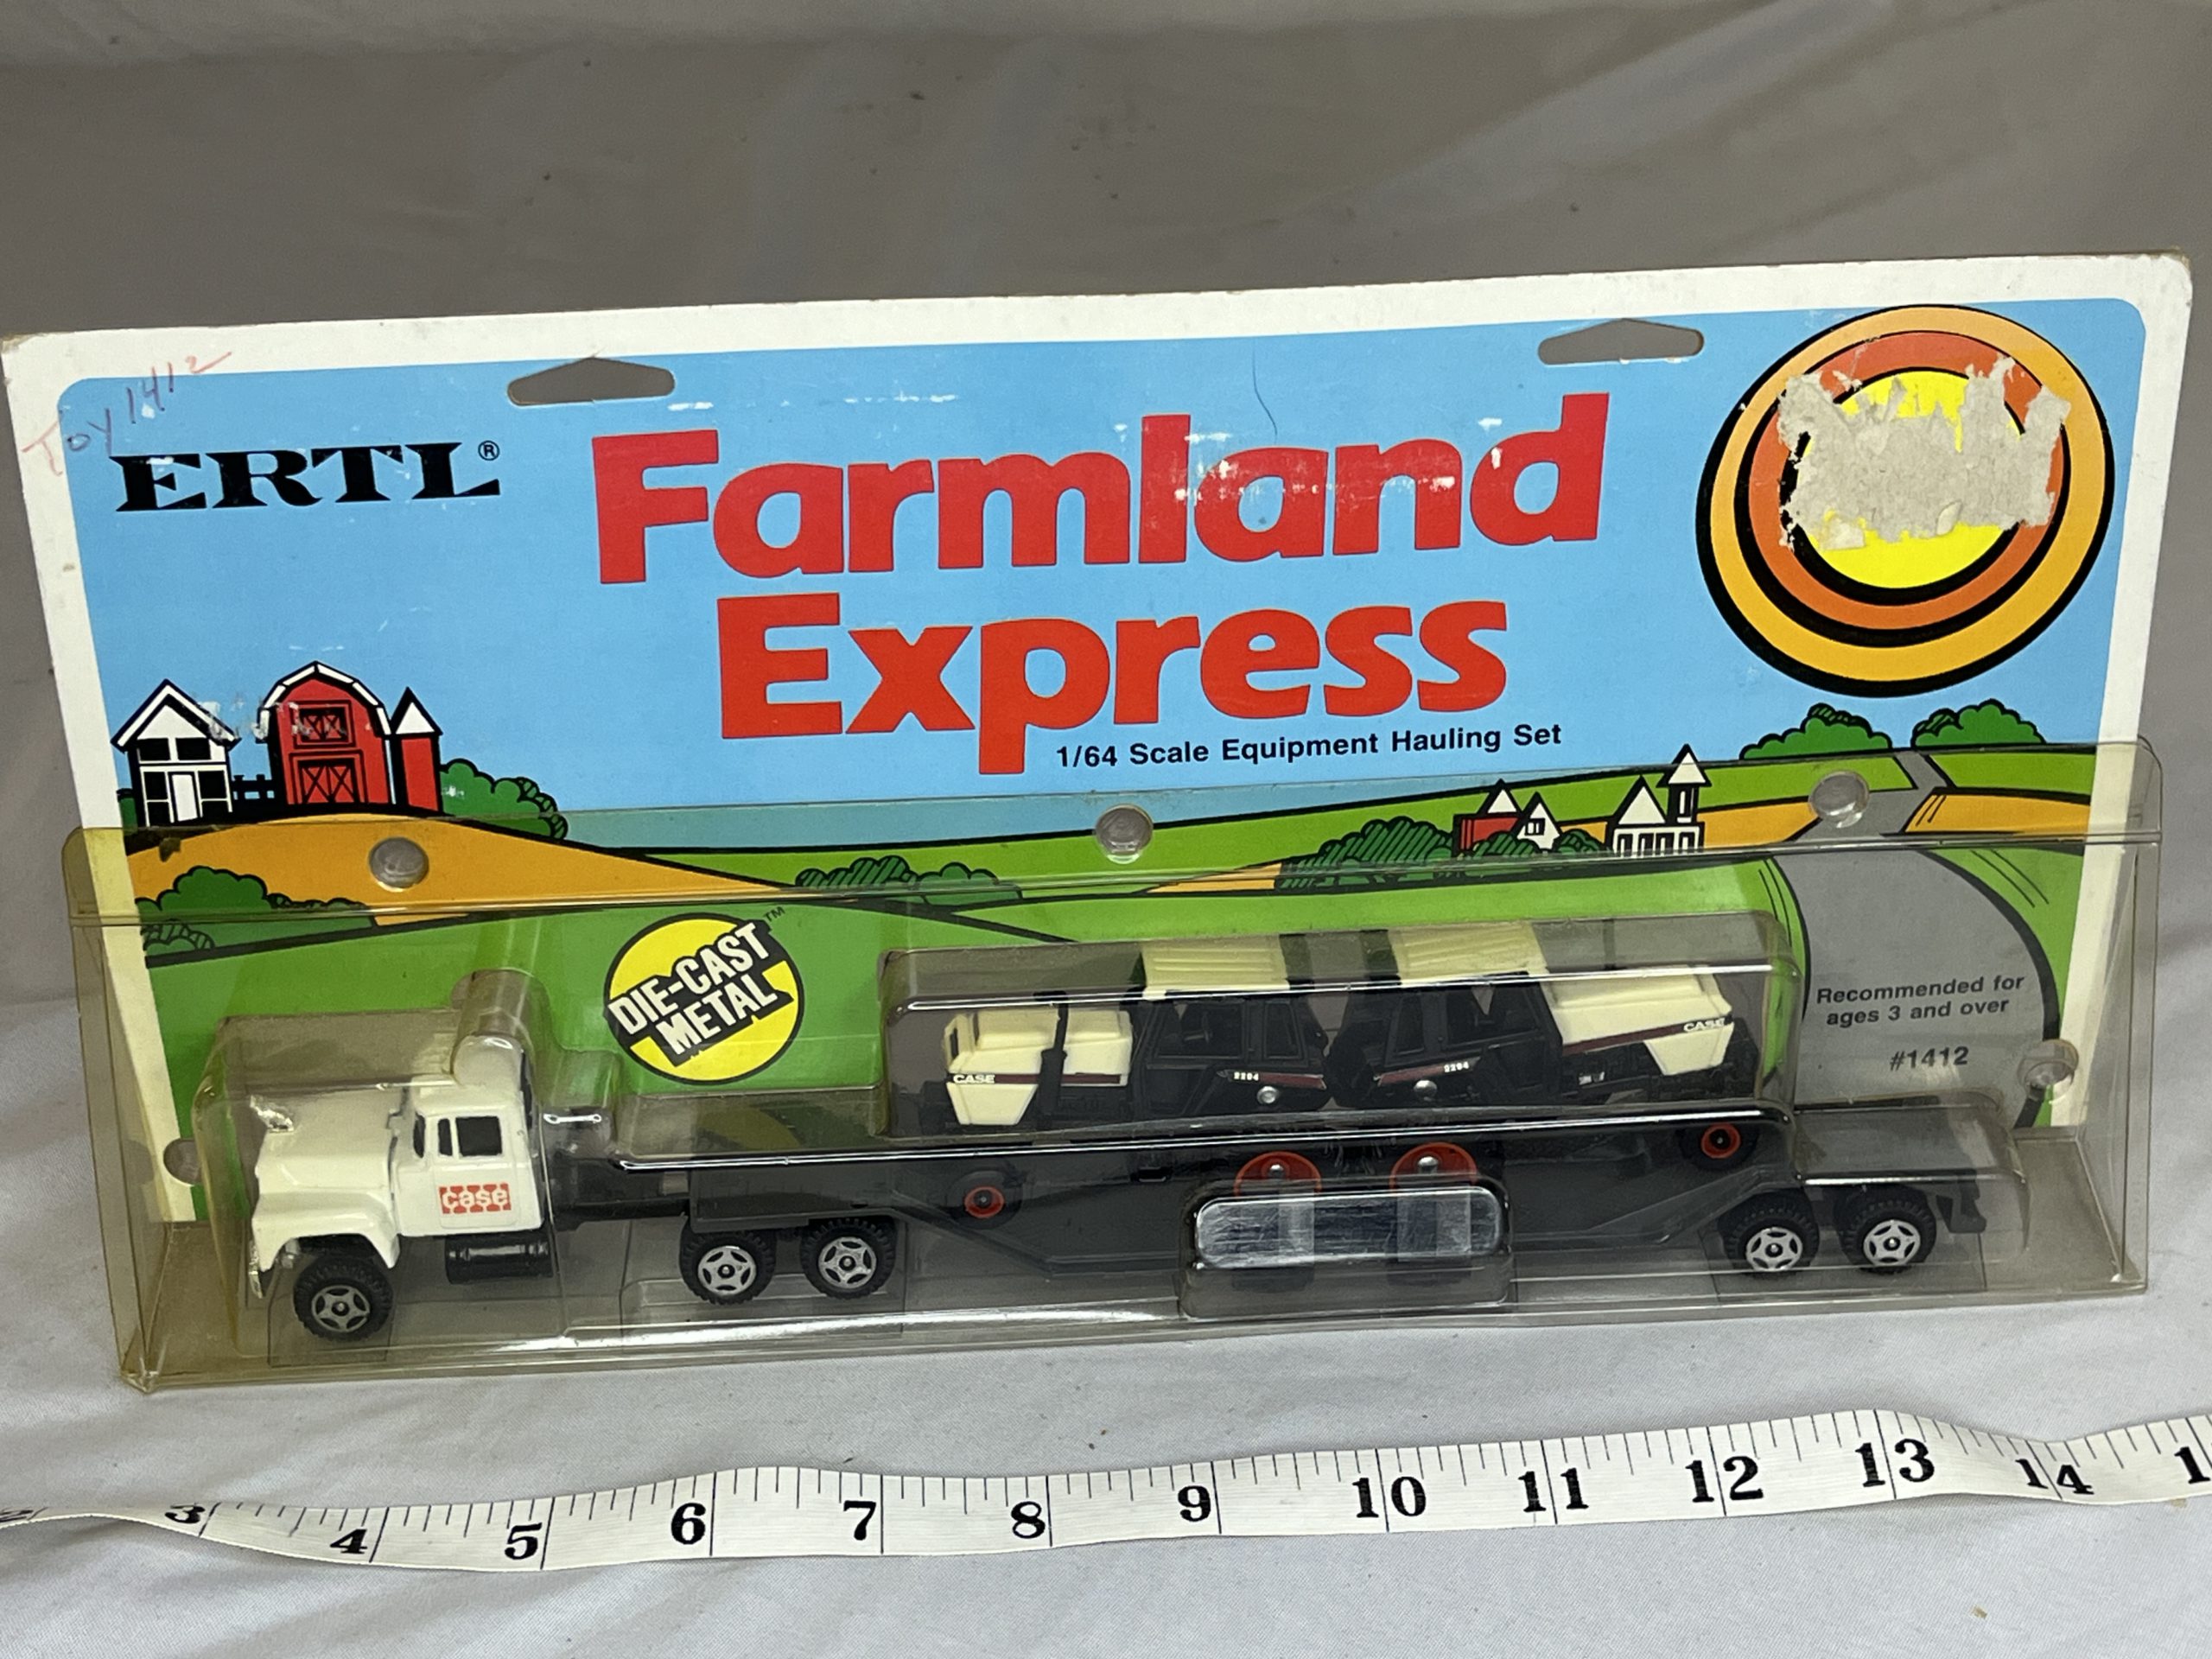 TOY 1412
ERTL®
Farmland
Express
1/64 Scale Equipment Hauling Set
DIE-CAST
METAL™
Recommended for
ages 3 and over
#1412
case
CASE
2294
2294
CASE
3
4
5
6
7
8
9
10
11
12
13
14